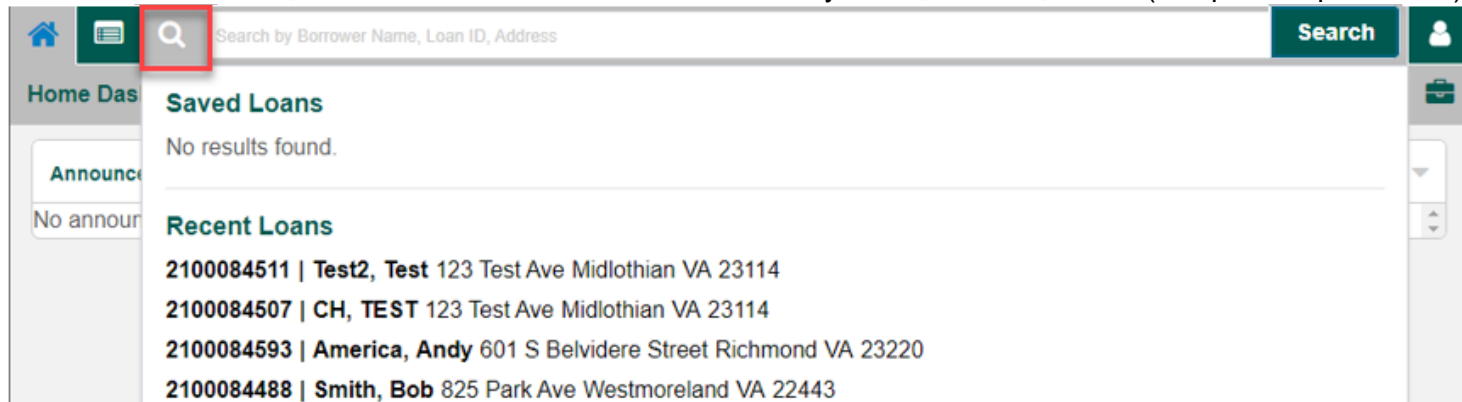 Search by Borrower Name, Loan ID, Address
Search
Home Das
Saved Loans
No results found.
Announce
No announ
Recent Loans
2100084511 | Test2, Test 123 Test Ave Midlothian VA 23114
2100084507 | CH, TEST 123 Test Ave Midlothian VA 23114
2100084593 | America, Andy 601 S Belvidere Street Richmond VA 23220
2100084488 | Smith, Bob 825 Park Ave Westmoreland VA 22443